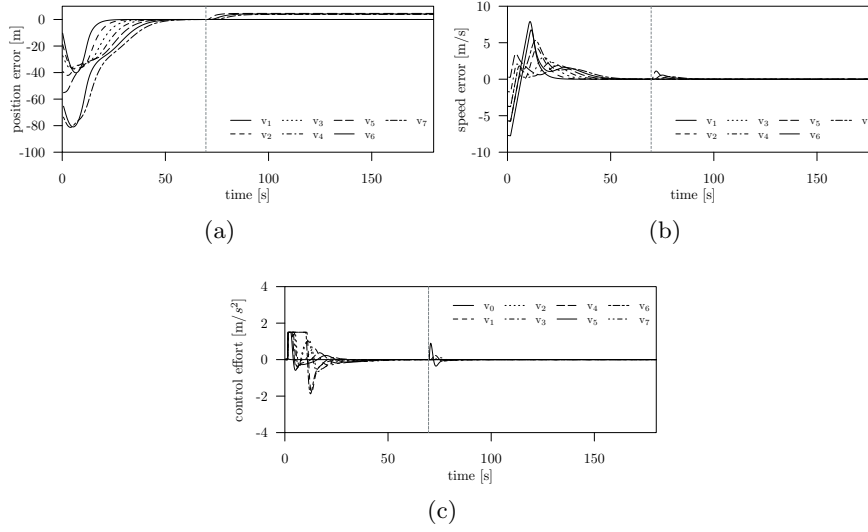 0
-20
-40
-60
-80
-100
position error [m]
v1 v3 v5 v7
v2 v4 v6
0 50 100 150
time [s]
(a)
10
5
0
-5
-10
speed error [m/s]
v1 v3 v5 v
v2 v4 v6
0 50 100 150
time [s]
(b)
4
2
0
-2
-4
control effort [m/s²]
v0 v2 v4 v6
v1 v3 v5 v7
0 50 100 150
time [s]
(c)